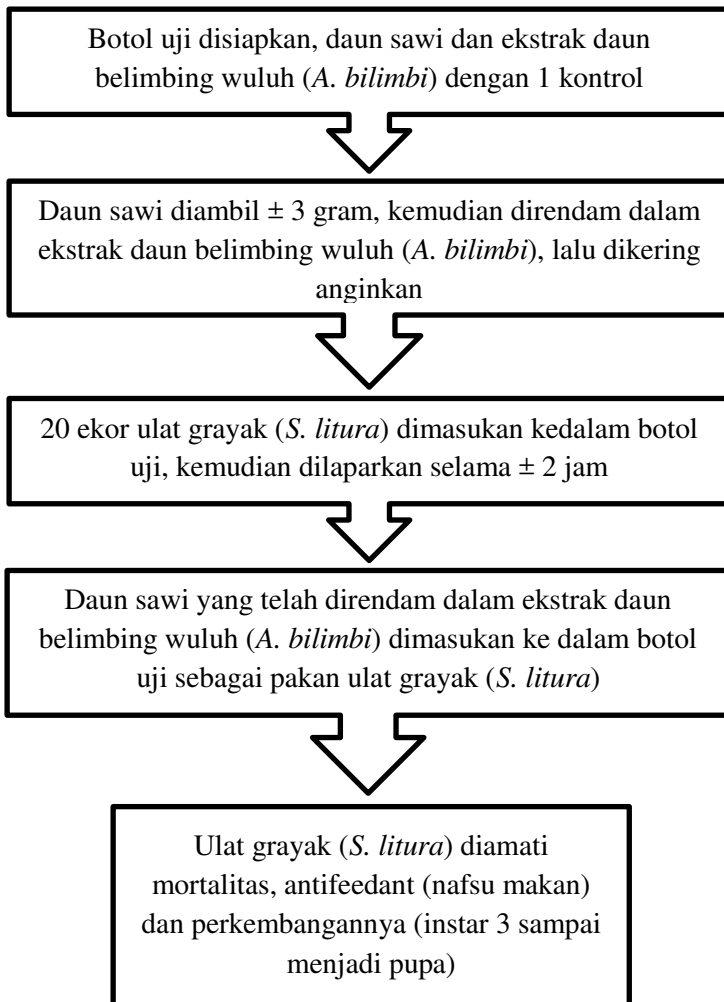 Botol uji disiapkan, daun sawi dan ekstrak daun
belimbing wuluh (A. bilimbi) dengan 1 kontrol
Daun sawi diambil ± 3 gram, kemudian direndam dalam
ekstrak daun belimbing wuluh (A. bilimbi), lalu dikering
anginkan
20 ekor ulat grayak (S. litura) dimasukan kedalam botol
uji, kemudian dilaparkan selama ± 2 jam
Daun sawi yang telah direndam dalam ekstrak daun
belimbing wuluh (A. bilimbi) dimasukan ke dalam botol
uji sebagai pakan ulat grayak (S. litura)
Ulat grayak (S. litura) diamati
mortalitas, antifeedant (nafsu makan)
dan perkembangannya (instar 3 sampai
menjadi pupa)